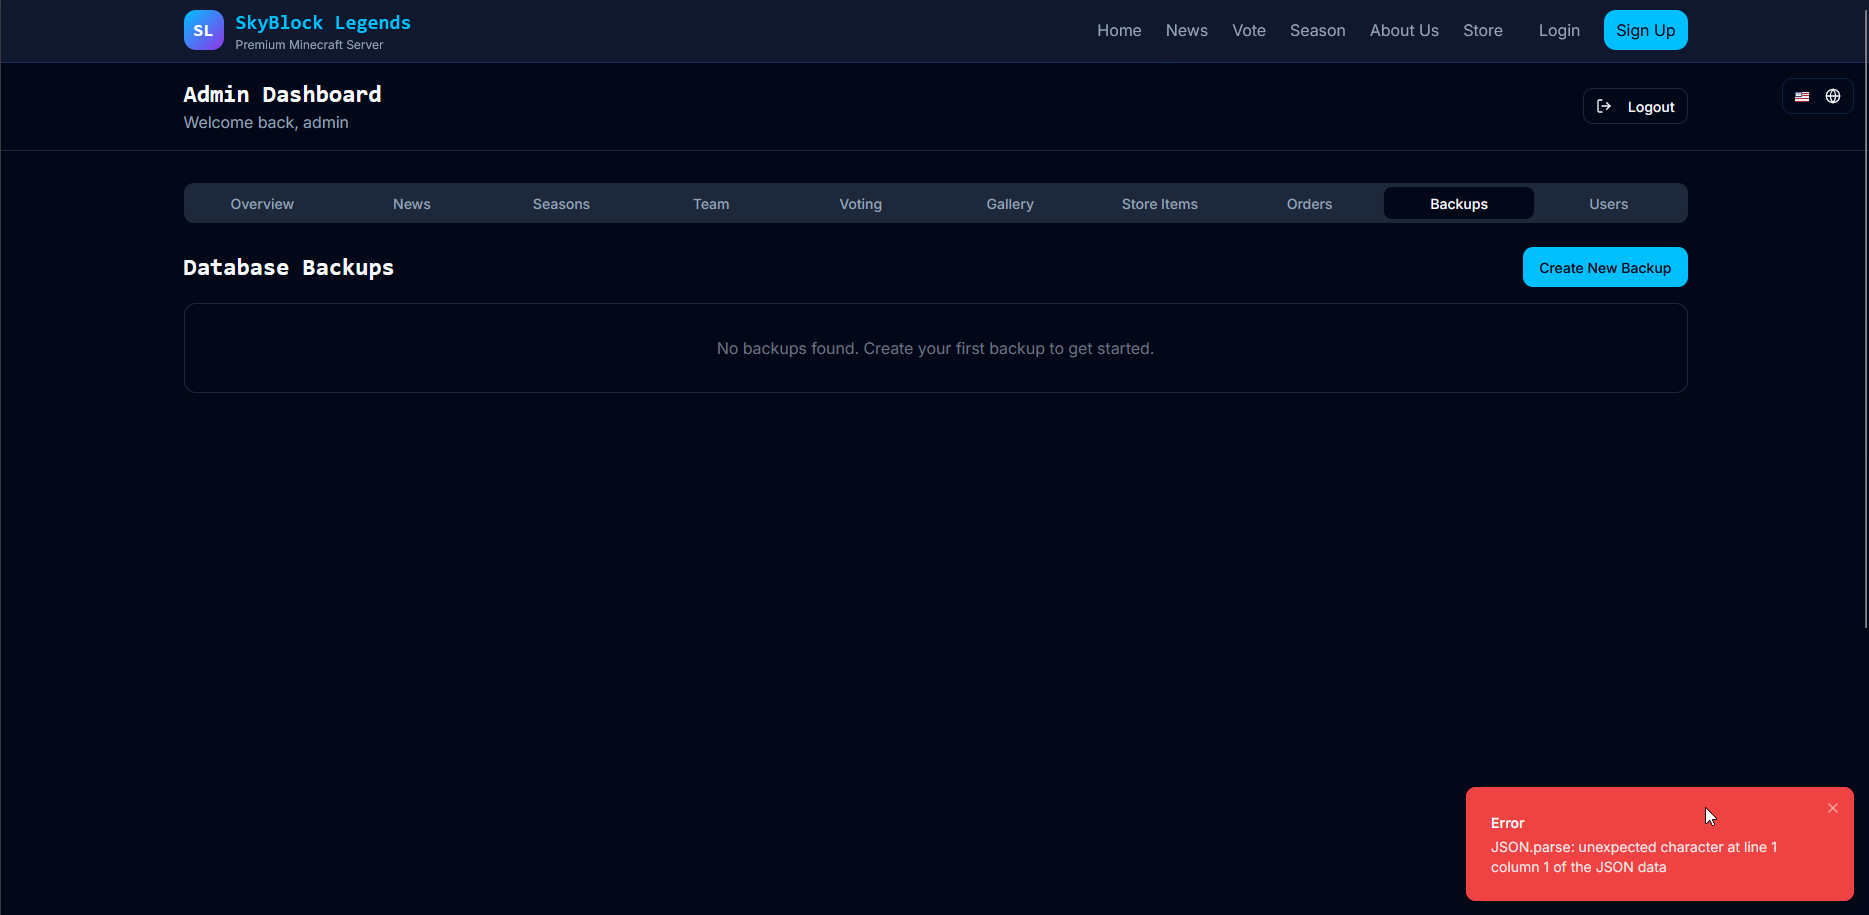 SL
SkyBlock Legends
Premium Minecraft Server
Home News Vote Season About Us Store Login Sign Up
Admin Dashboard
Welcome back, admin
Logout
Overview News Seasons Team Voting Gallery Store Items Orders Backups Users
Database Backups
Create New Backup
No backups found. Create your first backup to get started.
Error
JSON.parse: unexpected character at line 1
column 1 of the JSON data